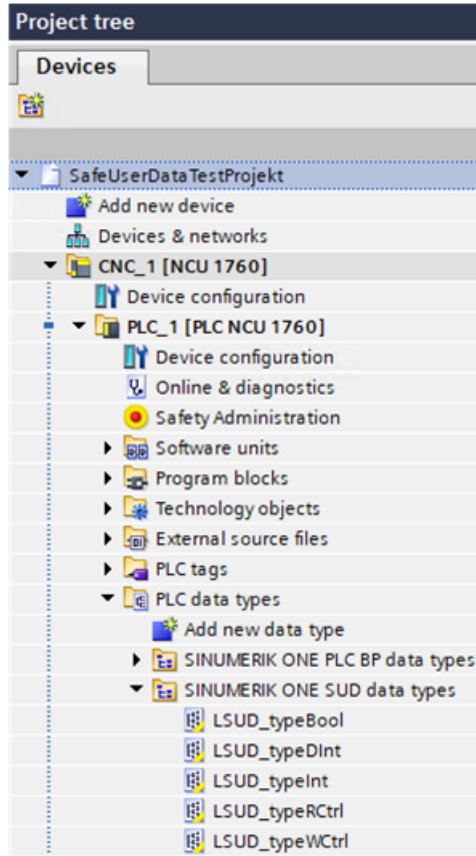 Project tree
Devices
SafeUserDataTestProjekt
Add new device
Devices & networks
CNC_1 [NCU 1760]
Device configuration
PLC_1 [PLC NCU 1760]
Device configuration
Online & diagnostics
Safety Administration
Software units
Program blocks
Technology objects
External source files
PLC tags
PLC data types
Add new data type
SINUMERIK ONE PLC BP data types
SINUMERIK ONE SUD data types
LSUD_typeBool
LSUD_typeDInt
LSUD_typeInt
LSUD_typeRCtrl
LSUD_typeWCtrl